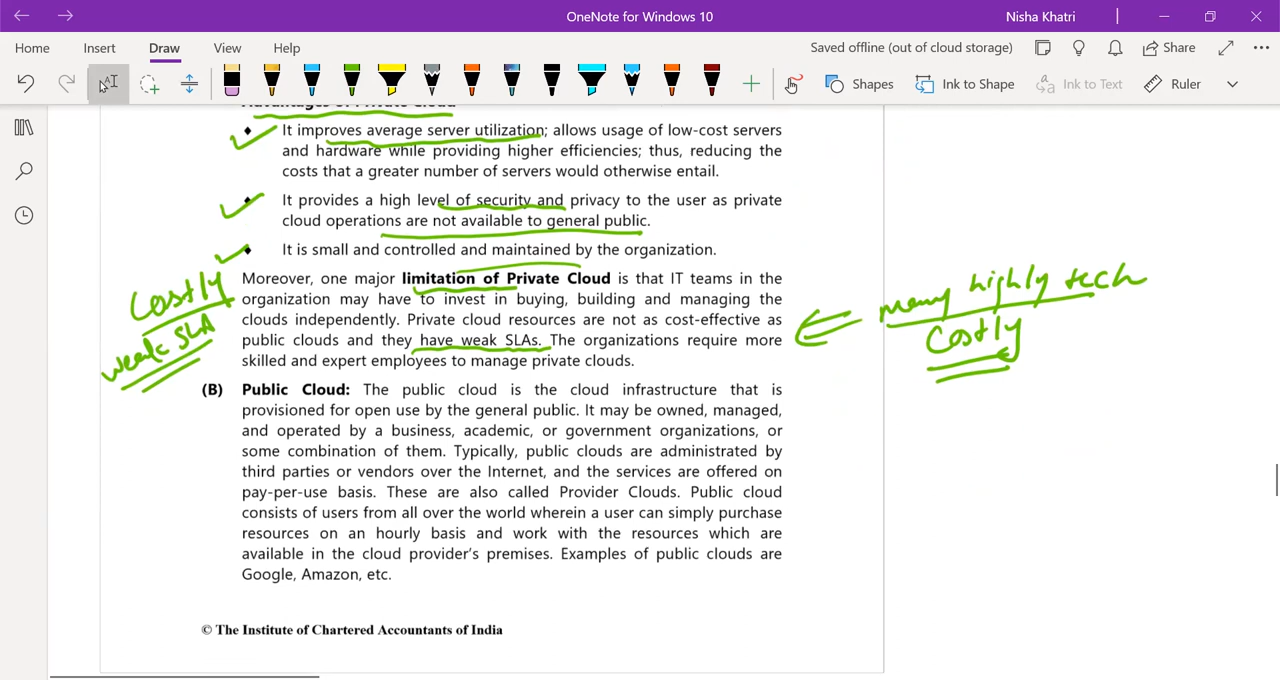 OneNote for Windows 10
Nisha Khatri
Home Insert Draw View Help
Saved offline (out of cloud storage)
Share
Shapes
Ink to Shape
Ink to Text
Ruler
Advantages of Private Cloud
It improves average server utilization; allows usage of low-cost servers
and hardware while providing higher efficiencies; thus, reducing the
costs that a greater number of servers would otherwise entail.
It provides a high level of security and privacy to the user as private
cloud operations are not available to general public.
It is small and controlled and maintained by the organization.
Moreover, one major limitation of Private Cloud is that IT teams in the
organization may have to invest in buying, building and managing the
clouds independently. Private cloud resources are not as cost-effective as
public clouds and they have weak SLAs. The organizations require more
skilled and expert employees to manage private clouds.
Costly
weak SLA
many highly tech
Costly
(B) Public Cloud: The public cloud is the cloud infrastructure that is
provisioned for open use by the general public. It may be owned, managed,
and operated by a business, academic, or government organizations, or
some combination of them. Typically, public clouds are administrated by
third parties or vendors over the Internet, and the services are offered on
pay-per-use basis. These are also called Provider Clouds. Public cloud
consists of users from all over the world wherein a user can simply purchase
resources on an hourly basis and work with the resources which are
available in the cloud provider's premises. Examples of public clouds are
Google, Amazon, etc.
© The Institute of Chartered Accountants of India